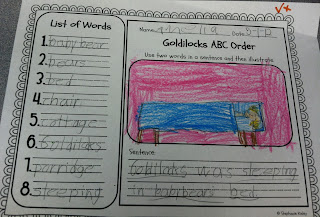 List of Words
1. baby bear
2. bears
3. bed
4. chair
5. cottage
6. Goldilocks
7. porridge
8. sleeping
Name
Date
Goldilocks ABC Order
Use two words in a sentence and then illustrate.
Sentence
Goldilocks was sleeping
in babybears bed